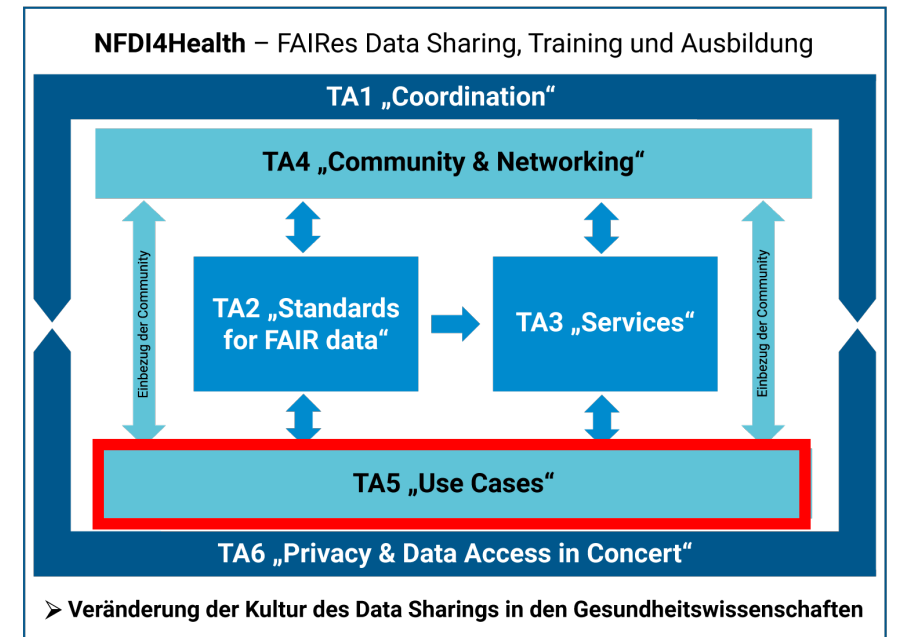 NFDI4Health – FAIRes Data Sharing, Training und Ausbildung
TA1 „Coordination“
TA4 „Community & Networking“
Einbezug der Community
TA2 „Standards
for FAIR data“
TA3 „Services“
Einbezug der Community
TA5 „Use Cases“
TA6 „Privacy & Data Access in Concert“
➢ Veränderung der Kultur des Data Sharings in den Gesundheitswissenschaften